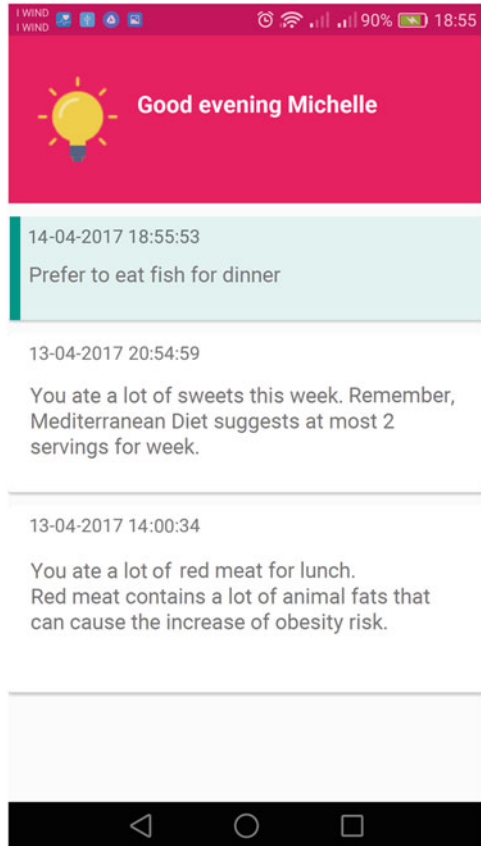 I WIND
I WIND
90% 18:55
Good evening Michelle
14-04-2017 18:55:53
Prefer to eat fish for dinner
13-04-2017 20:54:59
You ate a lot of sweets this week. Remember,
Mediterranean Diet suggests at most 2
servings for week.
13-04-2017 14:00:34
You ate a lot of red meat for lunch.
Red meat contains a lot of animal fats that
can cause the increase of obesity risk.